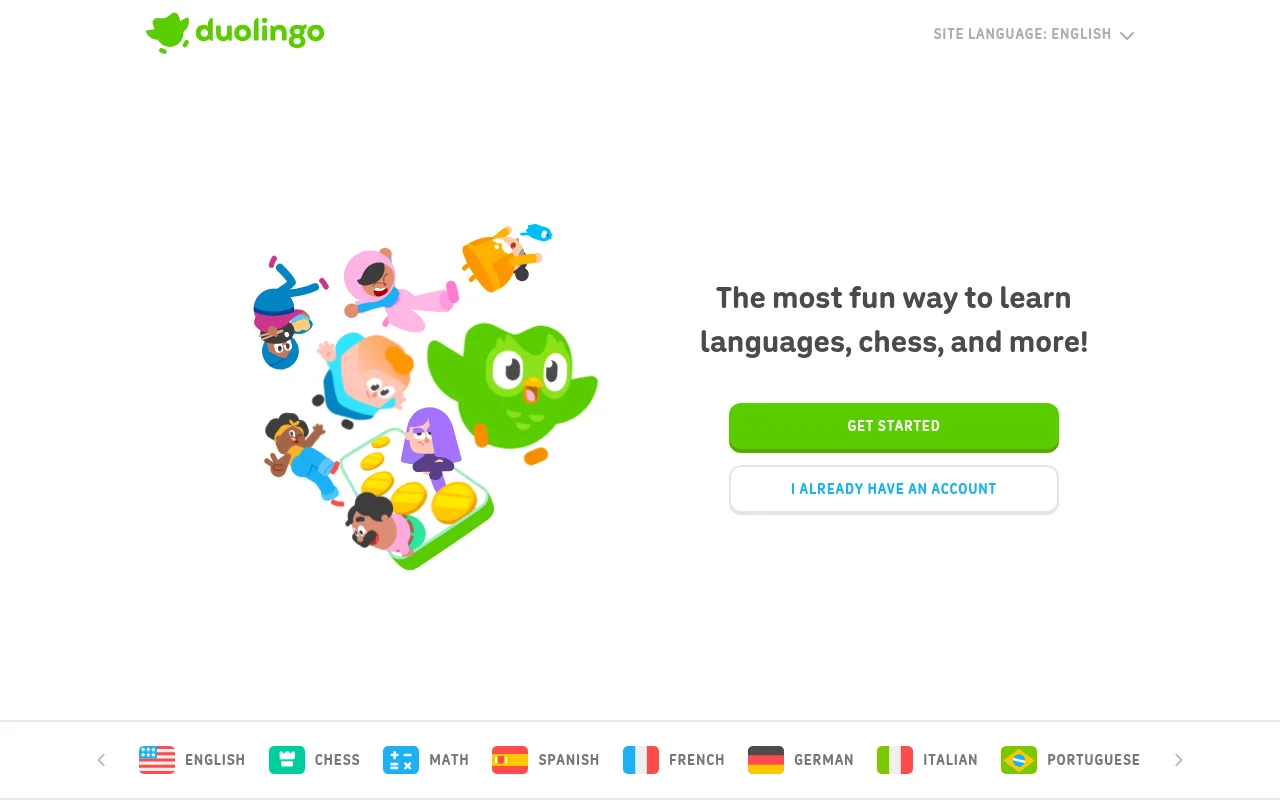 duolingo
SITE LANGUAGE: ENGLISH
The most fun way to learn
languages, chess, and more!
GET STARTED
I ALREADY HAVE AN ACCOUNT
ENGLISH
CHESS
MATH
SPANISH
FRENCH
GERMAN
ITALIAN
PORTUGUESE